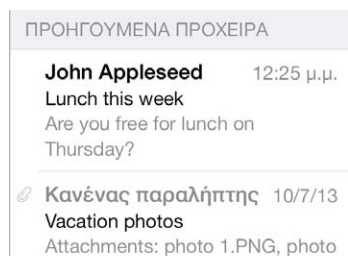 ΠΡΟΗΓΟΥΜΕΝΑ ΠΡΟΧΕΙΡΑ
John Appleseed 12:25 μ.μ.
Lunch this week
Are you free for lunch on
Thursday?
Κανένας παραλήπτης 10/7/13
Vacation photos
Attachments: photo 1.PNG, photo